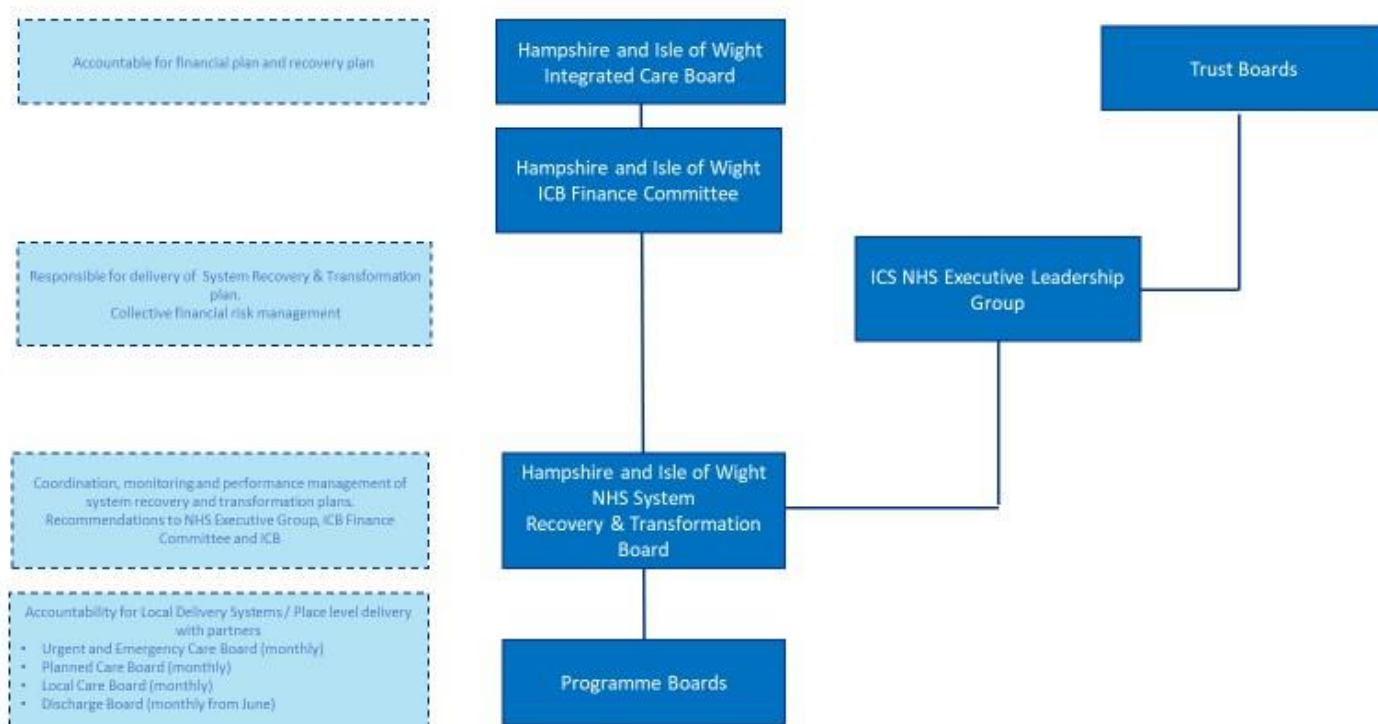 Accountable for financial plan and recovery plan
Hampshire and Isle of Wight
Integrated Care Board
Trust Boards
Hampshire and Isle of Wight
ICB Finance Committee
Responsible for delivery of System Recovery & Transformation
plan.
Collective financial risk management
ICS NHS Executive Leadership
Group
Coordination, monitoring and performance management of
system recovery and transformation plans.
Recommendations to NHS Executive Group, ICB Finance
Committee and ICB
Hampshire and Isle of Wight
NHS System
Recovery & Transformation
Board
Accountability for Local Delivery Systems / Place level delivery
with partners
• Urgent and Emergency Care Board (monthly)
• Planned Care Board (monthly)
• Local Care Board (monthly)
• Discharge Board (monthly from June)
Programme Boards